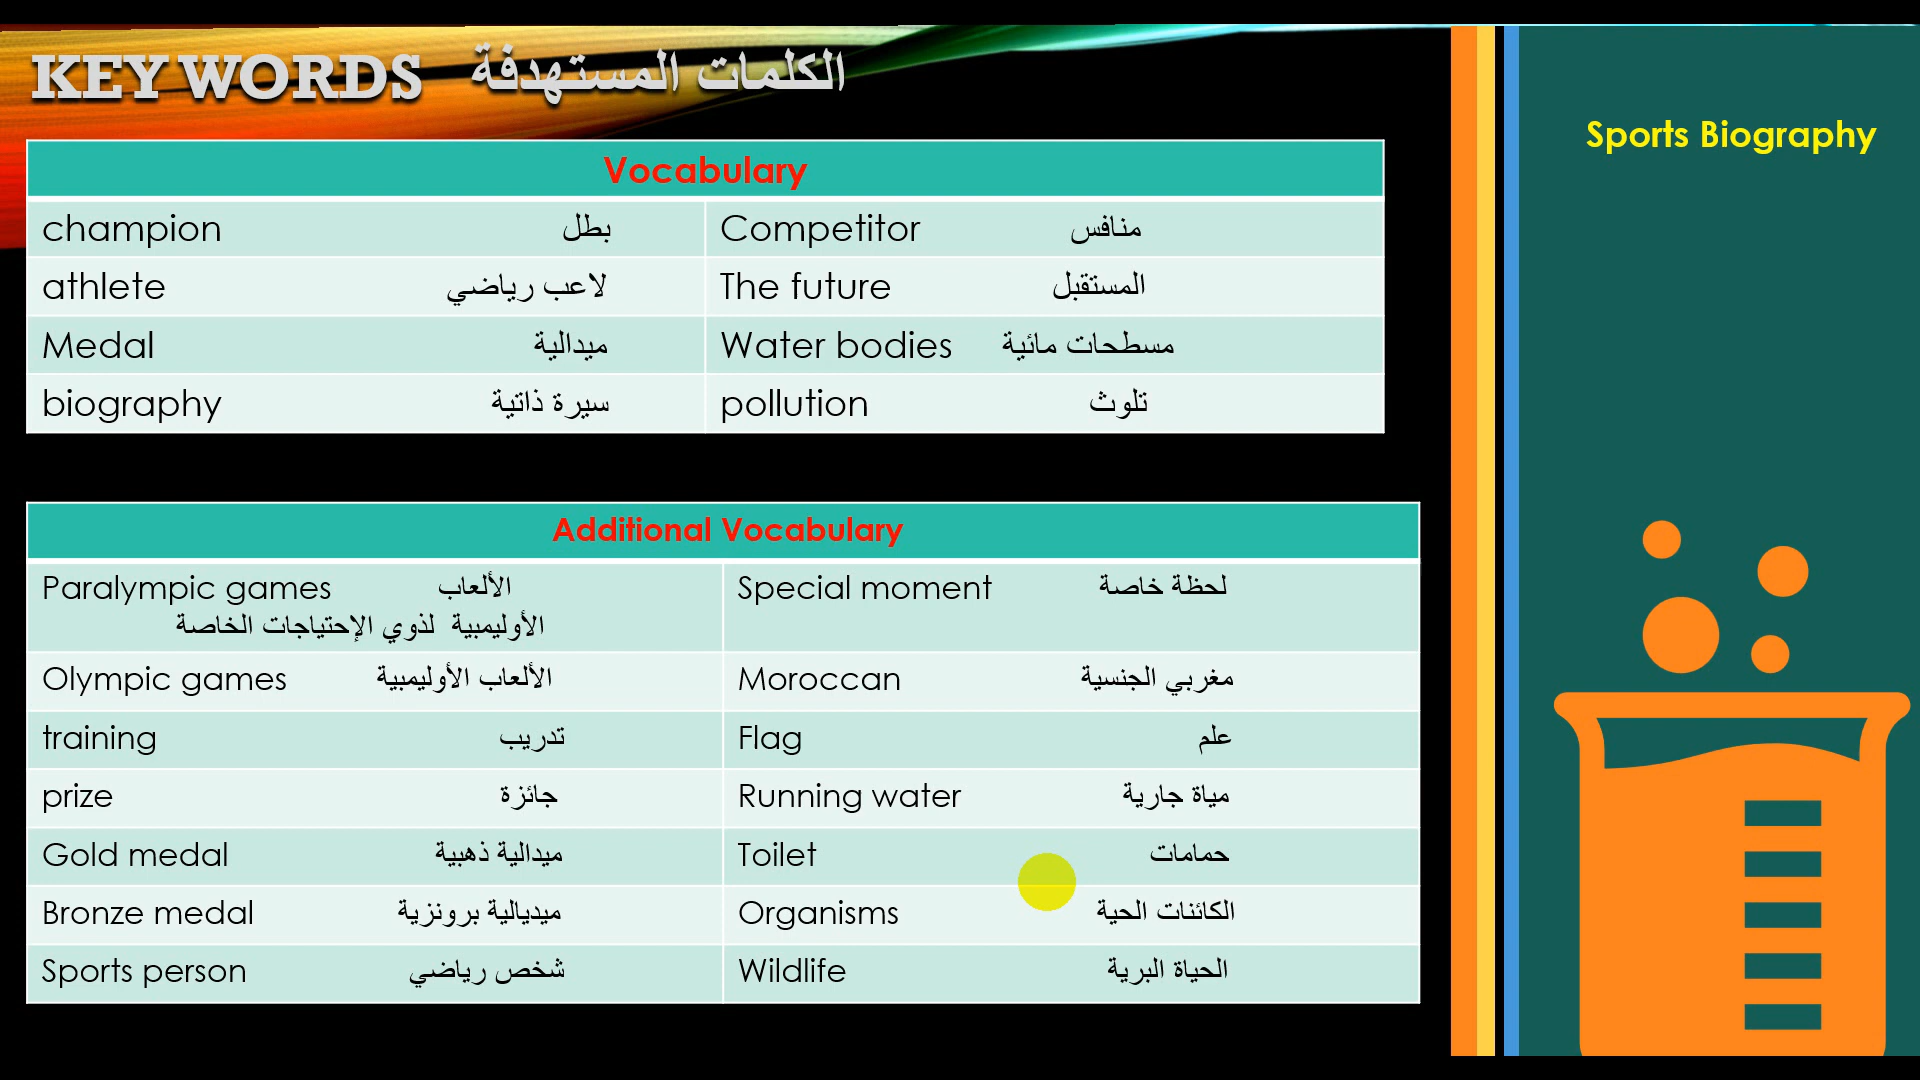 KEY WORDS الكلمات المستهدفة
Sports Biography
Vocabulary
champion بطل
Competitor منافس
athlete لاعب رياضي
The future المستقبل
Medal ميدالية
Water bodies مسطحات مائية
biography سيرة ذاتية
pollution تلوث
Additional Vocabulary
Paralympic games الألعاب
الأوليمبية لذوي الإحتياجات الخاصة
Special moment لحظة خاصة
Olympic games الألعاب الأوليمبية
Moroccan مغربي الجنسية
training تدريب
Flag علم
prize جائزة
Running water مياة جارية
Gold medal ميدالية ذهبية
Toilet حمامات
Bronze medal ميديالية برونزية
Organisms الكائنات الحية
Sports person شخص رياضي
Wildlife الحياة البرية